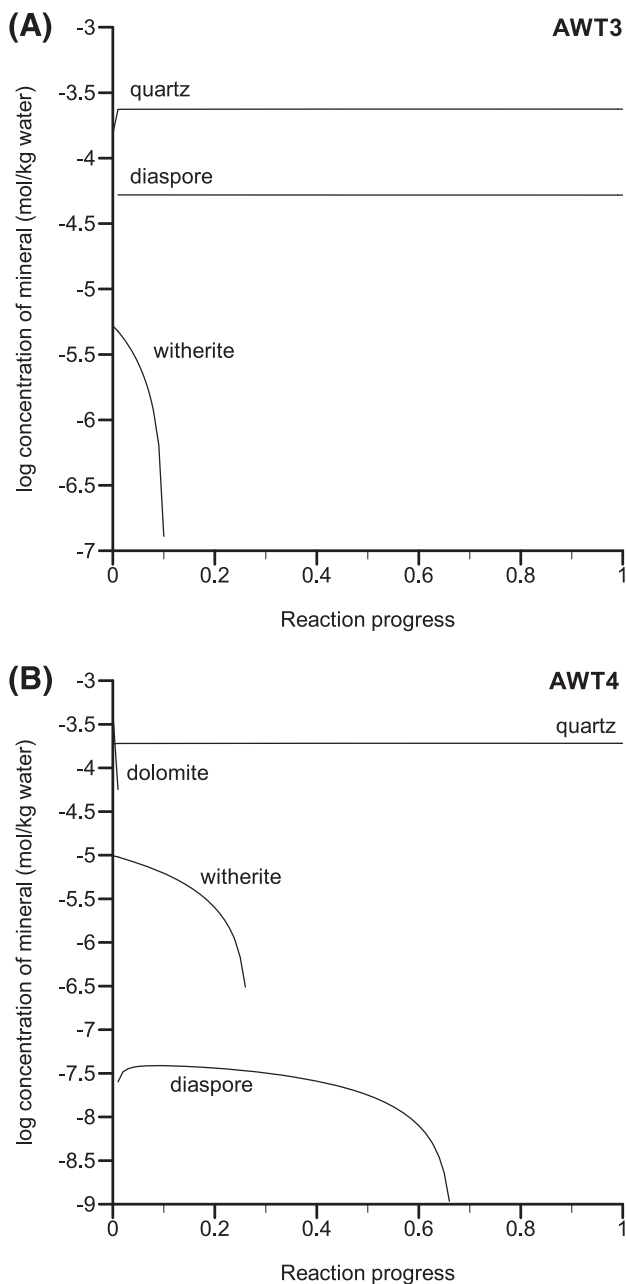 (A)
AWT3
-3
-3.5
-4
-4.5
-5
-5.5
-6
-6.5
-7
log concentration of mineral (mol/kg water)
quartz
diaspore
witherite
0 0.2 0.4 0.6 0.8 1
Reaction progress
(B)
AWT4
-3
-3.5
-4
-4.5
-5
-5.5
-6
-6.5
-7
-7.5
-8
-8.5
-9
log concentration of mineral (mol/kg water)
quartz
dolomite
witherite
diaspore
0 0.2 0.4 0.6 0.8 1
Reaction progress